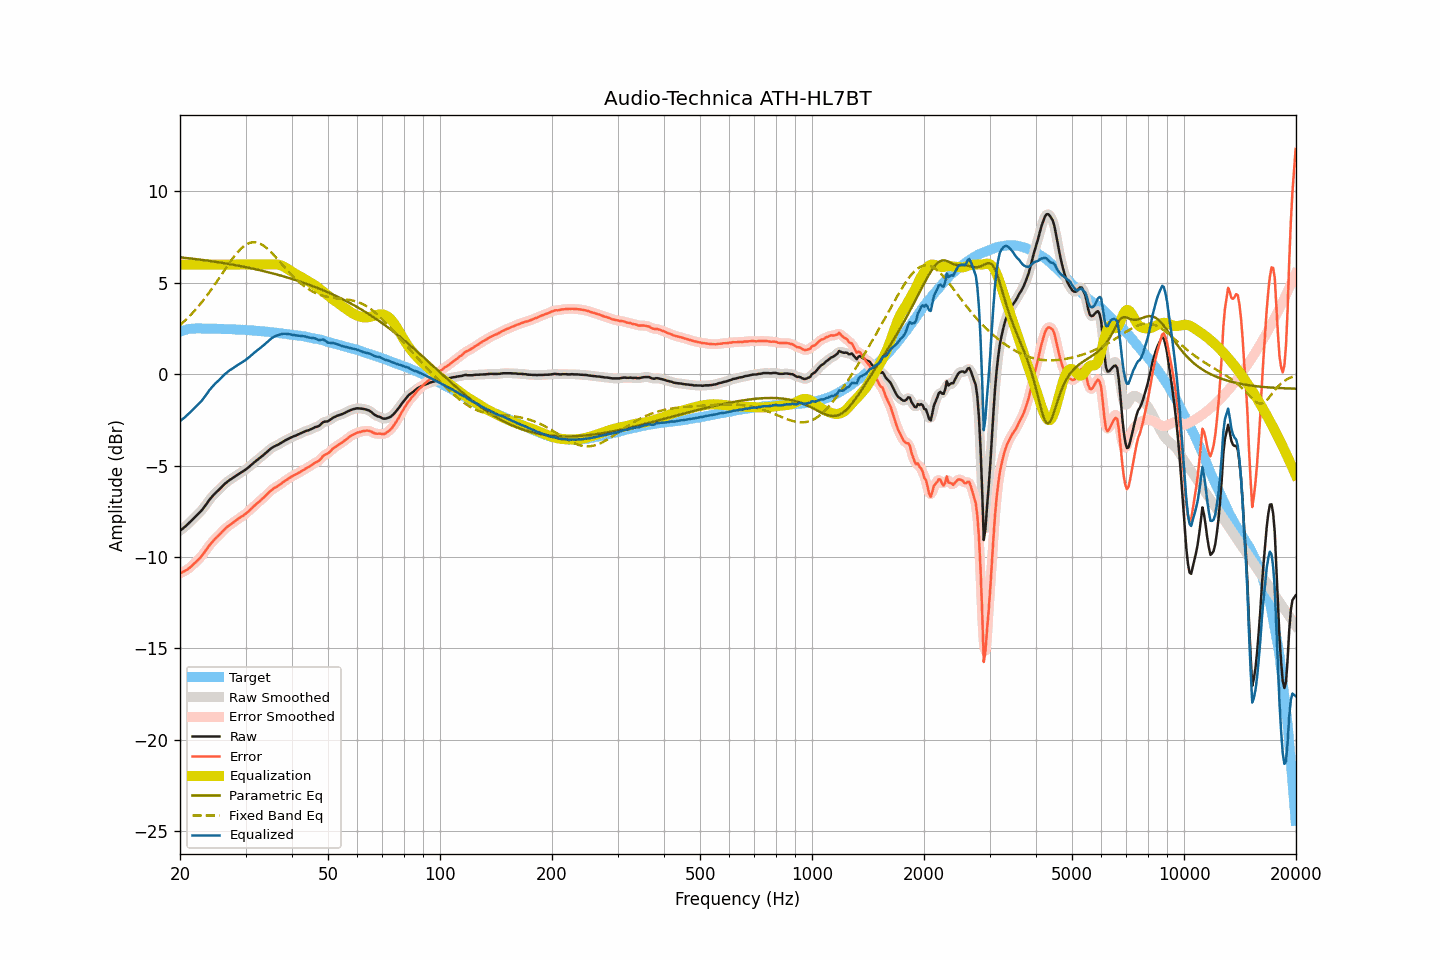 Audio-Technica ATH-HL7BT
10
5
0
−5
−10
−15
−20
−25
Amplitude (dBr)
Target
Raw Smoothed
Error Smoothed
Raw
Error
Equalization
Parametric Eq
Fixed Band Eq
Equalized
20 50 100 200 500 1000 2000 5000 10000 20000
Frequency (Hz)